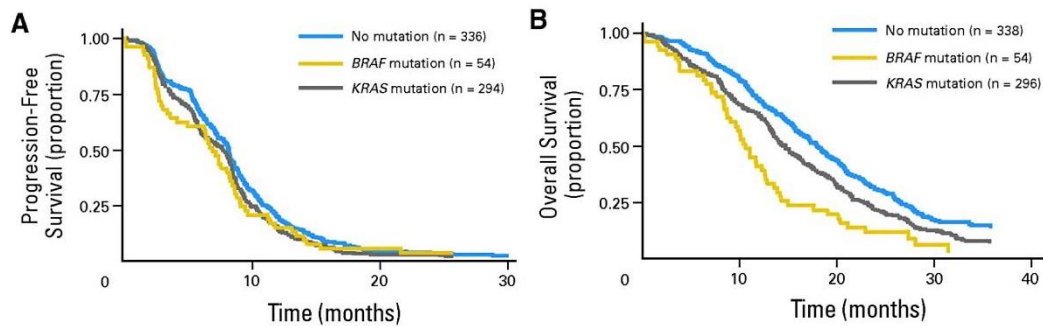 A
No mutation (n = 336)
BRAF mutation (n = 54)
KRAS mutation (n = 294)
Progression-Free
Survival (proportion)
1.00
0.75
0.50
0.25
0
10
20
30
Time (months)
B
No mutation (n = 338)
BRAF mutation (n = 54)
KRAS mutation (n = 296)
Overall Survival
(proportion)
1.00
0.75
0.50
0.25
0
10
20
30
40
Time (months)